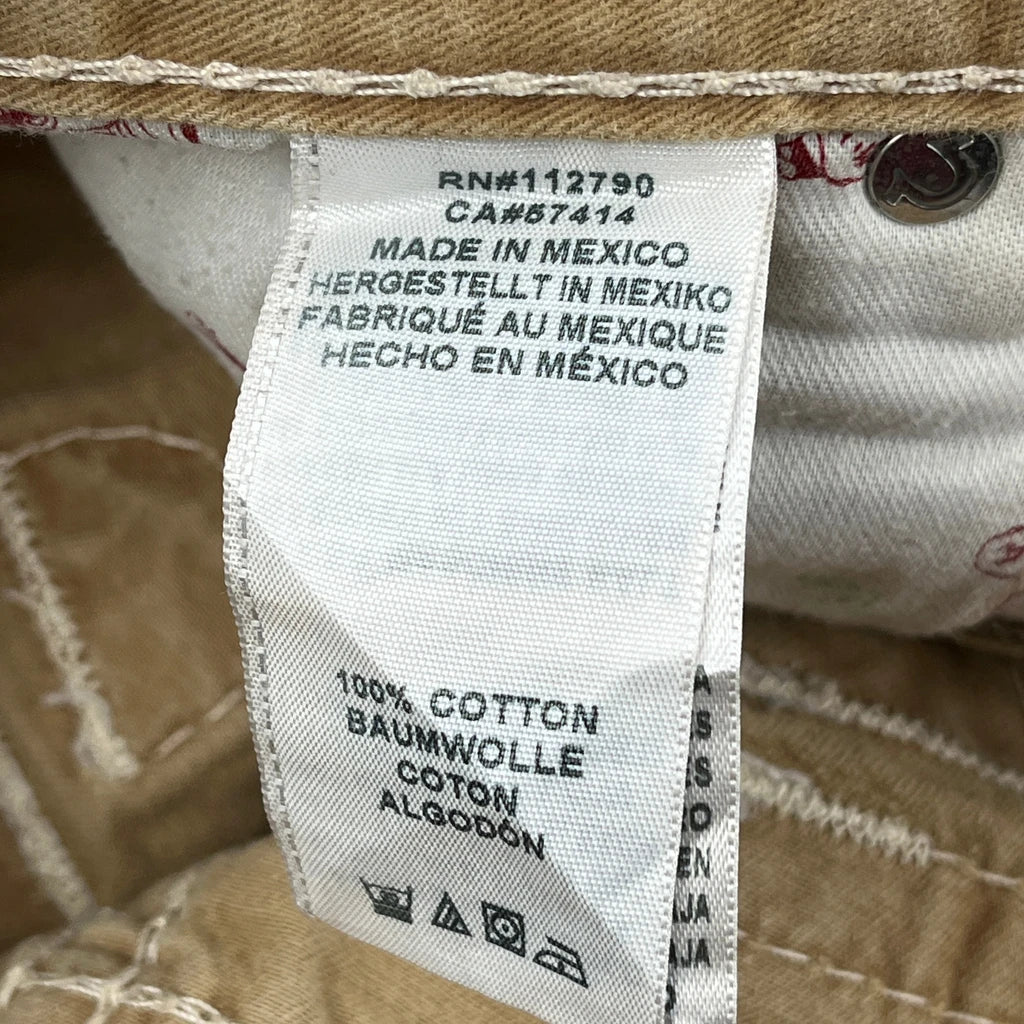 RN#112790
CA#57414
MADE IN MEXICO
HERGESTELLT IN MEXIKO
FABRIQUÉ AU MEXIQUE
HECHO EN MÉXICO
100% COTTON
BAUMWOLLE
COTON
ALGODÓN